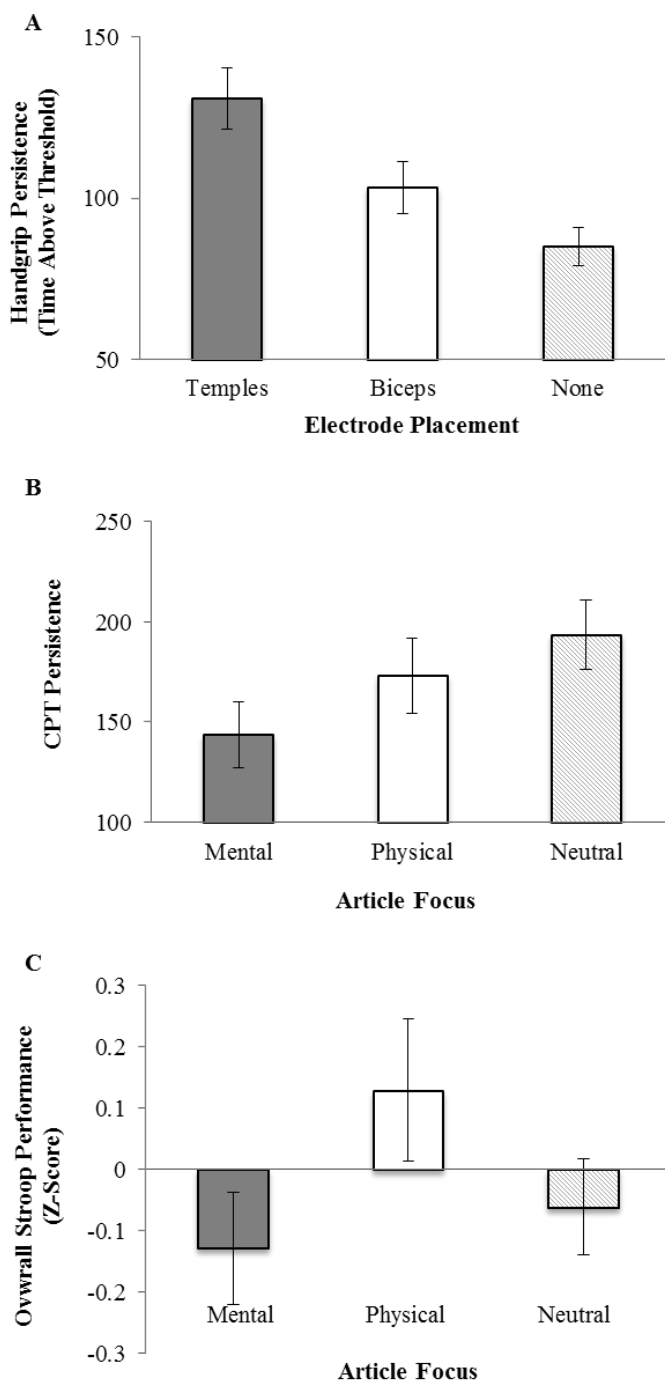 A
Handgrip Persistence
(Time Above Threshold)
150
100
50
Temples
Biceps
None
Electrode Placement
B
CPT Persistence
250
200
150
100
Mental
Physical
Neutral
Article Focus
C
Ovwrall Stroop Performance
(Z-Score)
0.3
0.2
0.1
0
-0.1
-0.2
-0.3
Mental
Physical
Neutral
Article Focus